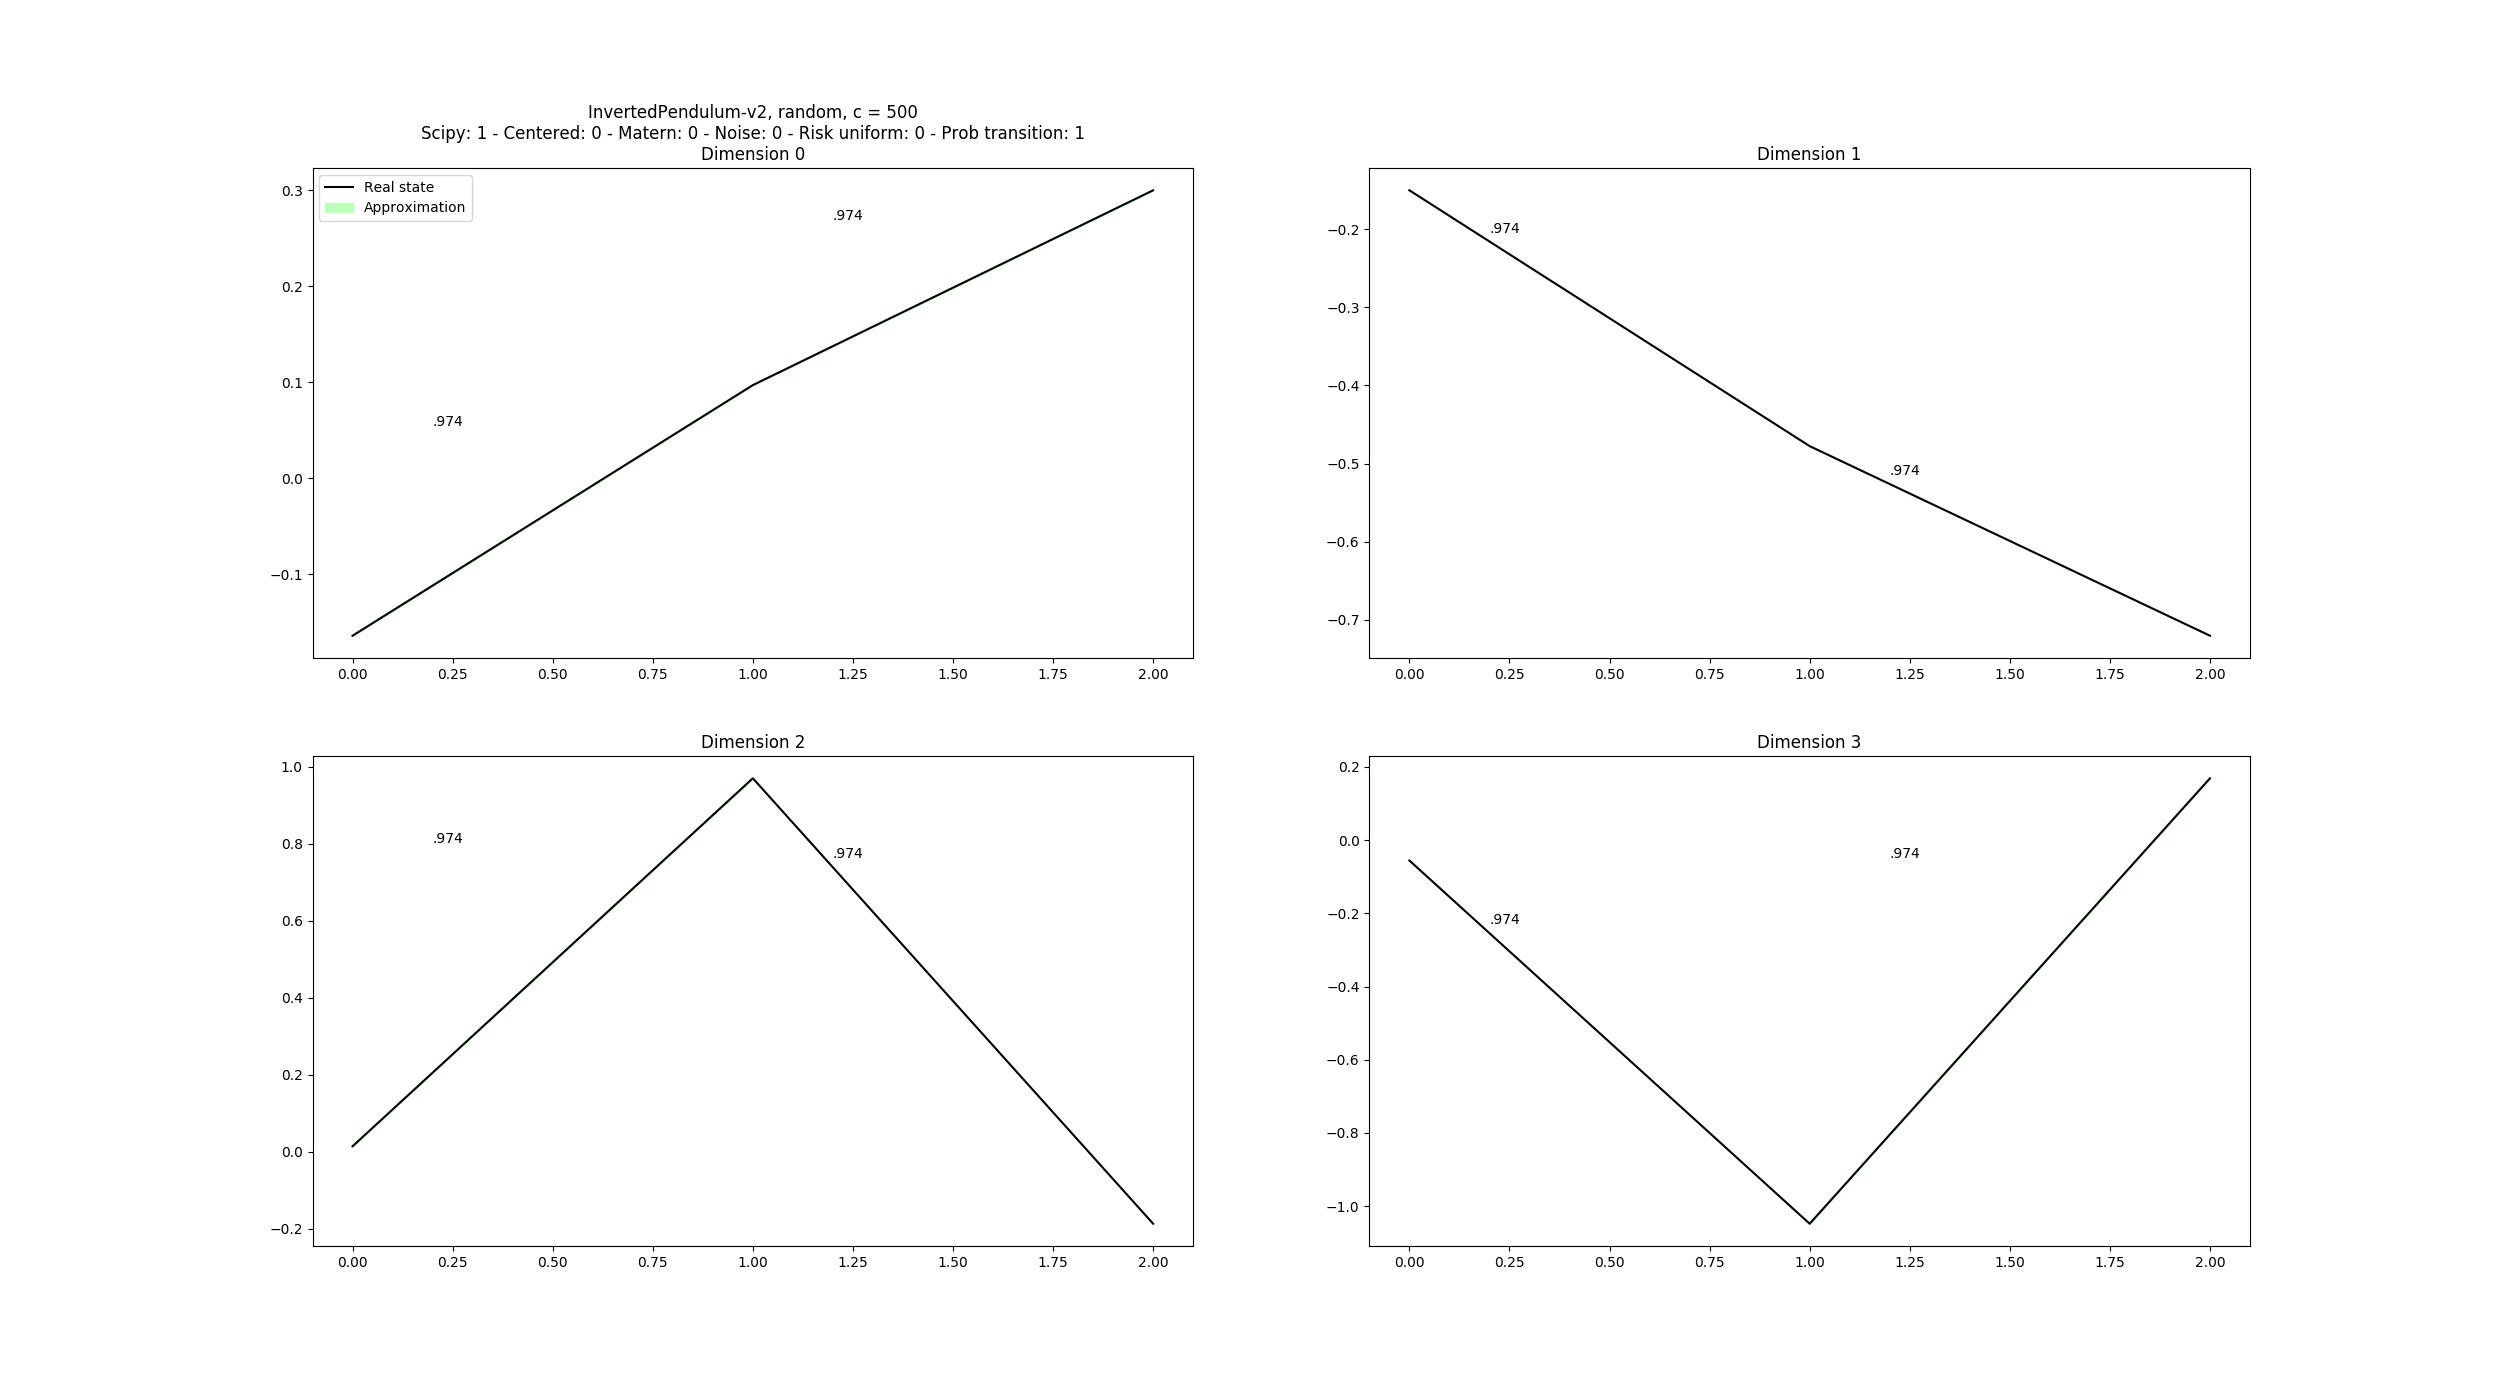 InvertedPendulum-v2, random, c = 500
Scipy: 1 - Centered: 0 - Matern: 0 - Noise: 0 - Risk uniform: 0 - Prob transition: 1
Dimension 0
Real state
Approximation
.974
.974
0.3
0.2
0.1
0.0
−0.1
0.00 0.25 0.50 0.75 1.00 1.25 1.50 1.75 2.00
Dimension 1
.974
.974
−0.2
−0.3
−0.4
−0.5
−0.6
−0.7
0.00 0.25 0.50 0.75 1.00 1.25 1.50 1.75 2.00
Dimension 2
.974
.974
1.0
0.8
0.6
0.4
0.2
0.0
−0.2
0.00 0.25 0.50 0.75 1.00 1.25 1.50 1.75 2.00
Dimension 3
.974
.974
0.2
0.0
−0.2
−0.4
−0.6
−0.8
−1.0
0.00 0.25 0.50 0.75 1.00 1.25 1.50 1.75 2.00